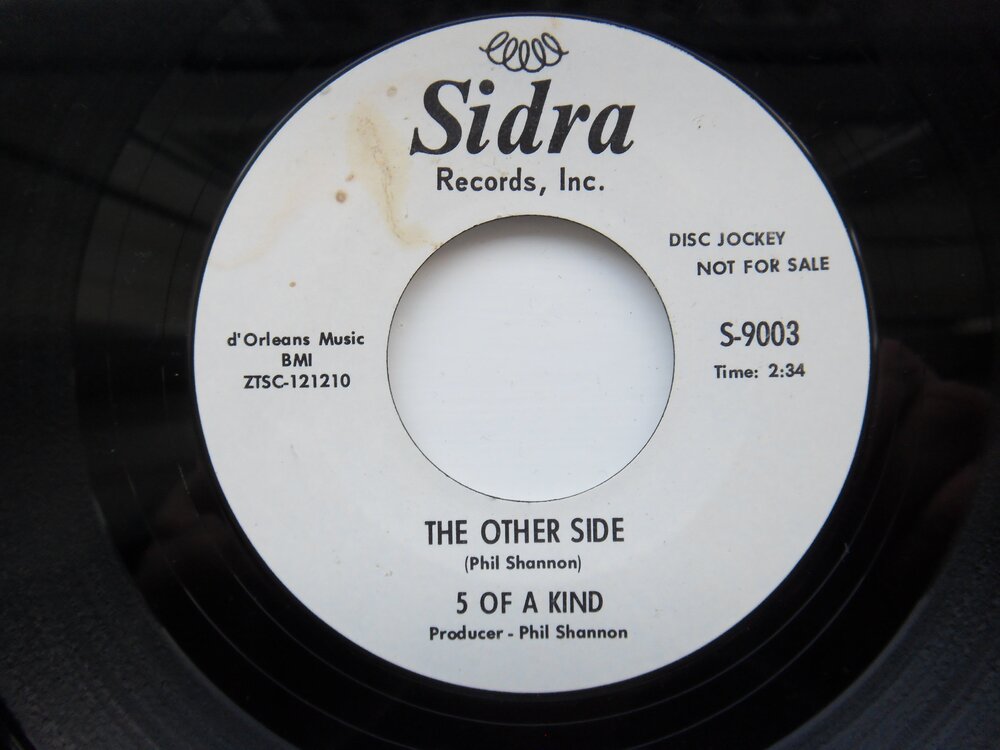 Sidra
Records, Inc.
DISC JOCKEY
NOT FOR SALE
d'Orleans Music
BMI
ZTSC-121210
S-9003
Time: 2:34
THE OTHER SIDE
(Phil Shannon)
5 OF A KIND
Producer - Phil Shannon